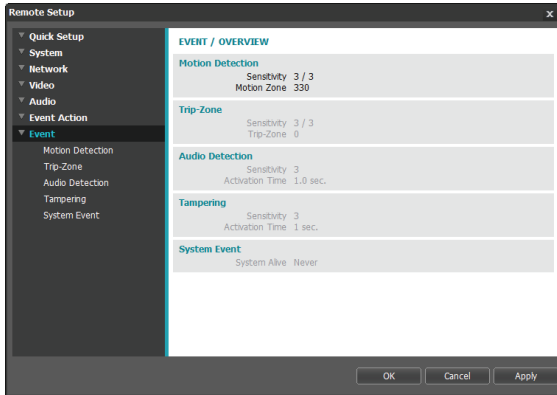 Remote Setup
x
Quick Setup
System
Network
Video
Audio
Event Action
Event
Motion Detection
Trip-Zone
Audio Detection
Tampering
System Event
EVENT / OVERVIEW
Motion Detection
Sensitivity 3 / 3
Motion Zone 330
Trip-Zone
Sensitivity 3 / 3
Trip-Zone 0
Audio Detection
Sensitivity 3
Activation Time 1.0 sec.
Tampering
Sensitivity 3
Activation Time 1 sec.
System Event
System Alive Never
OK Cancel Apply